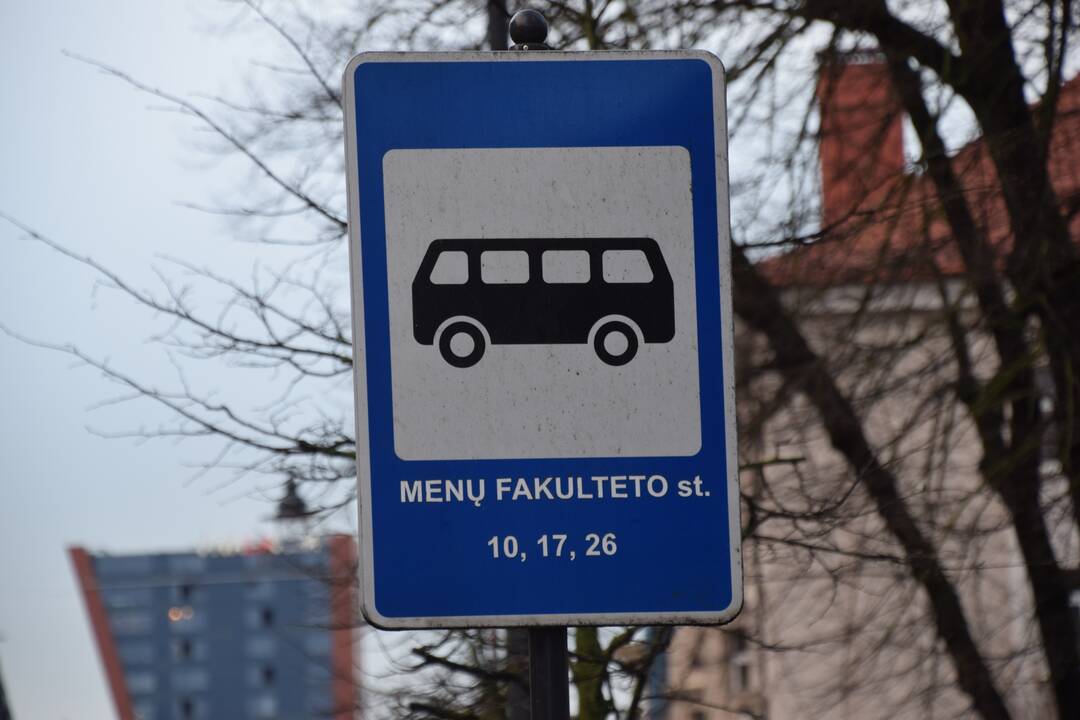 MENŲ FAKULTETO st.
10, 17, 26